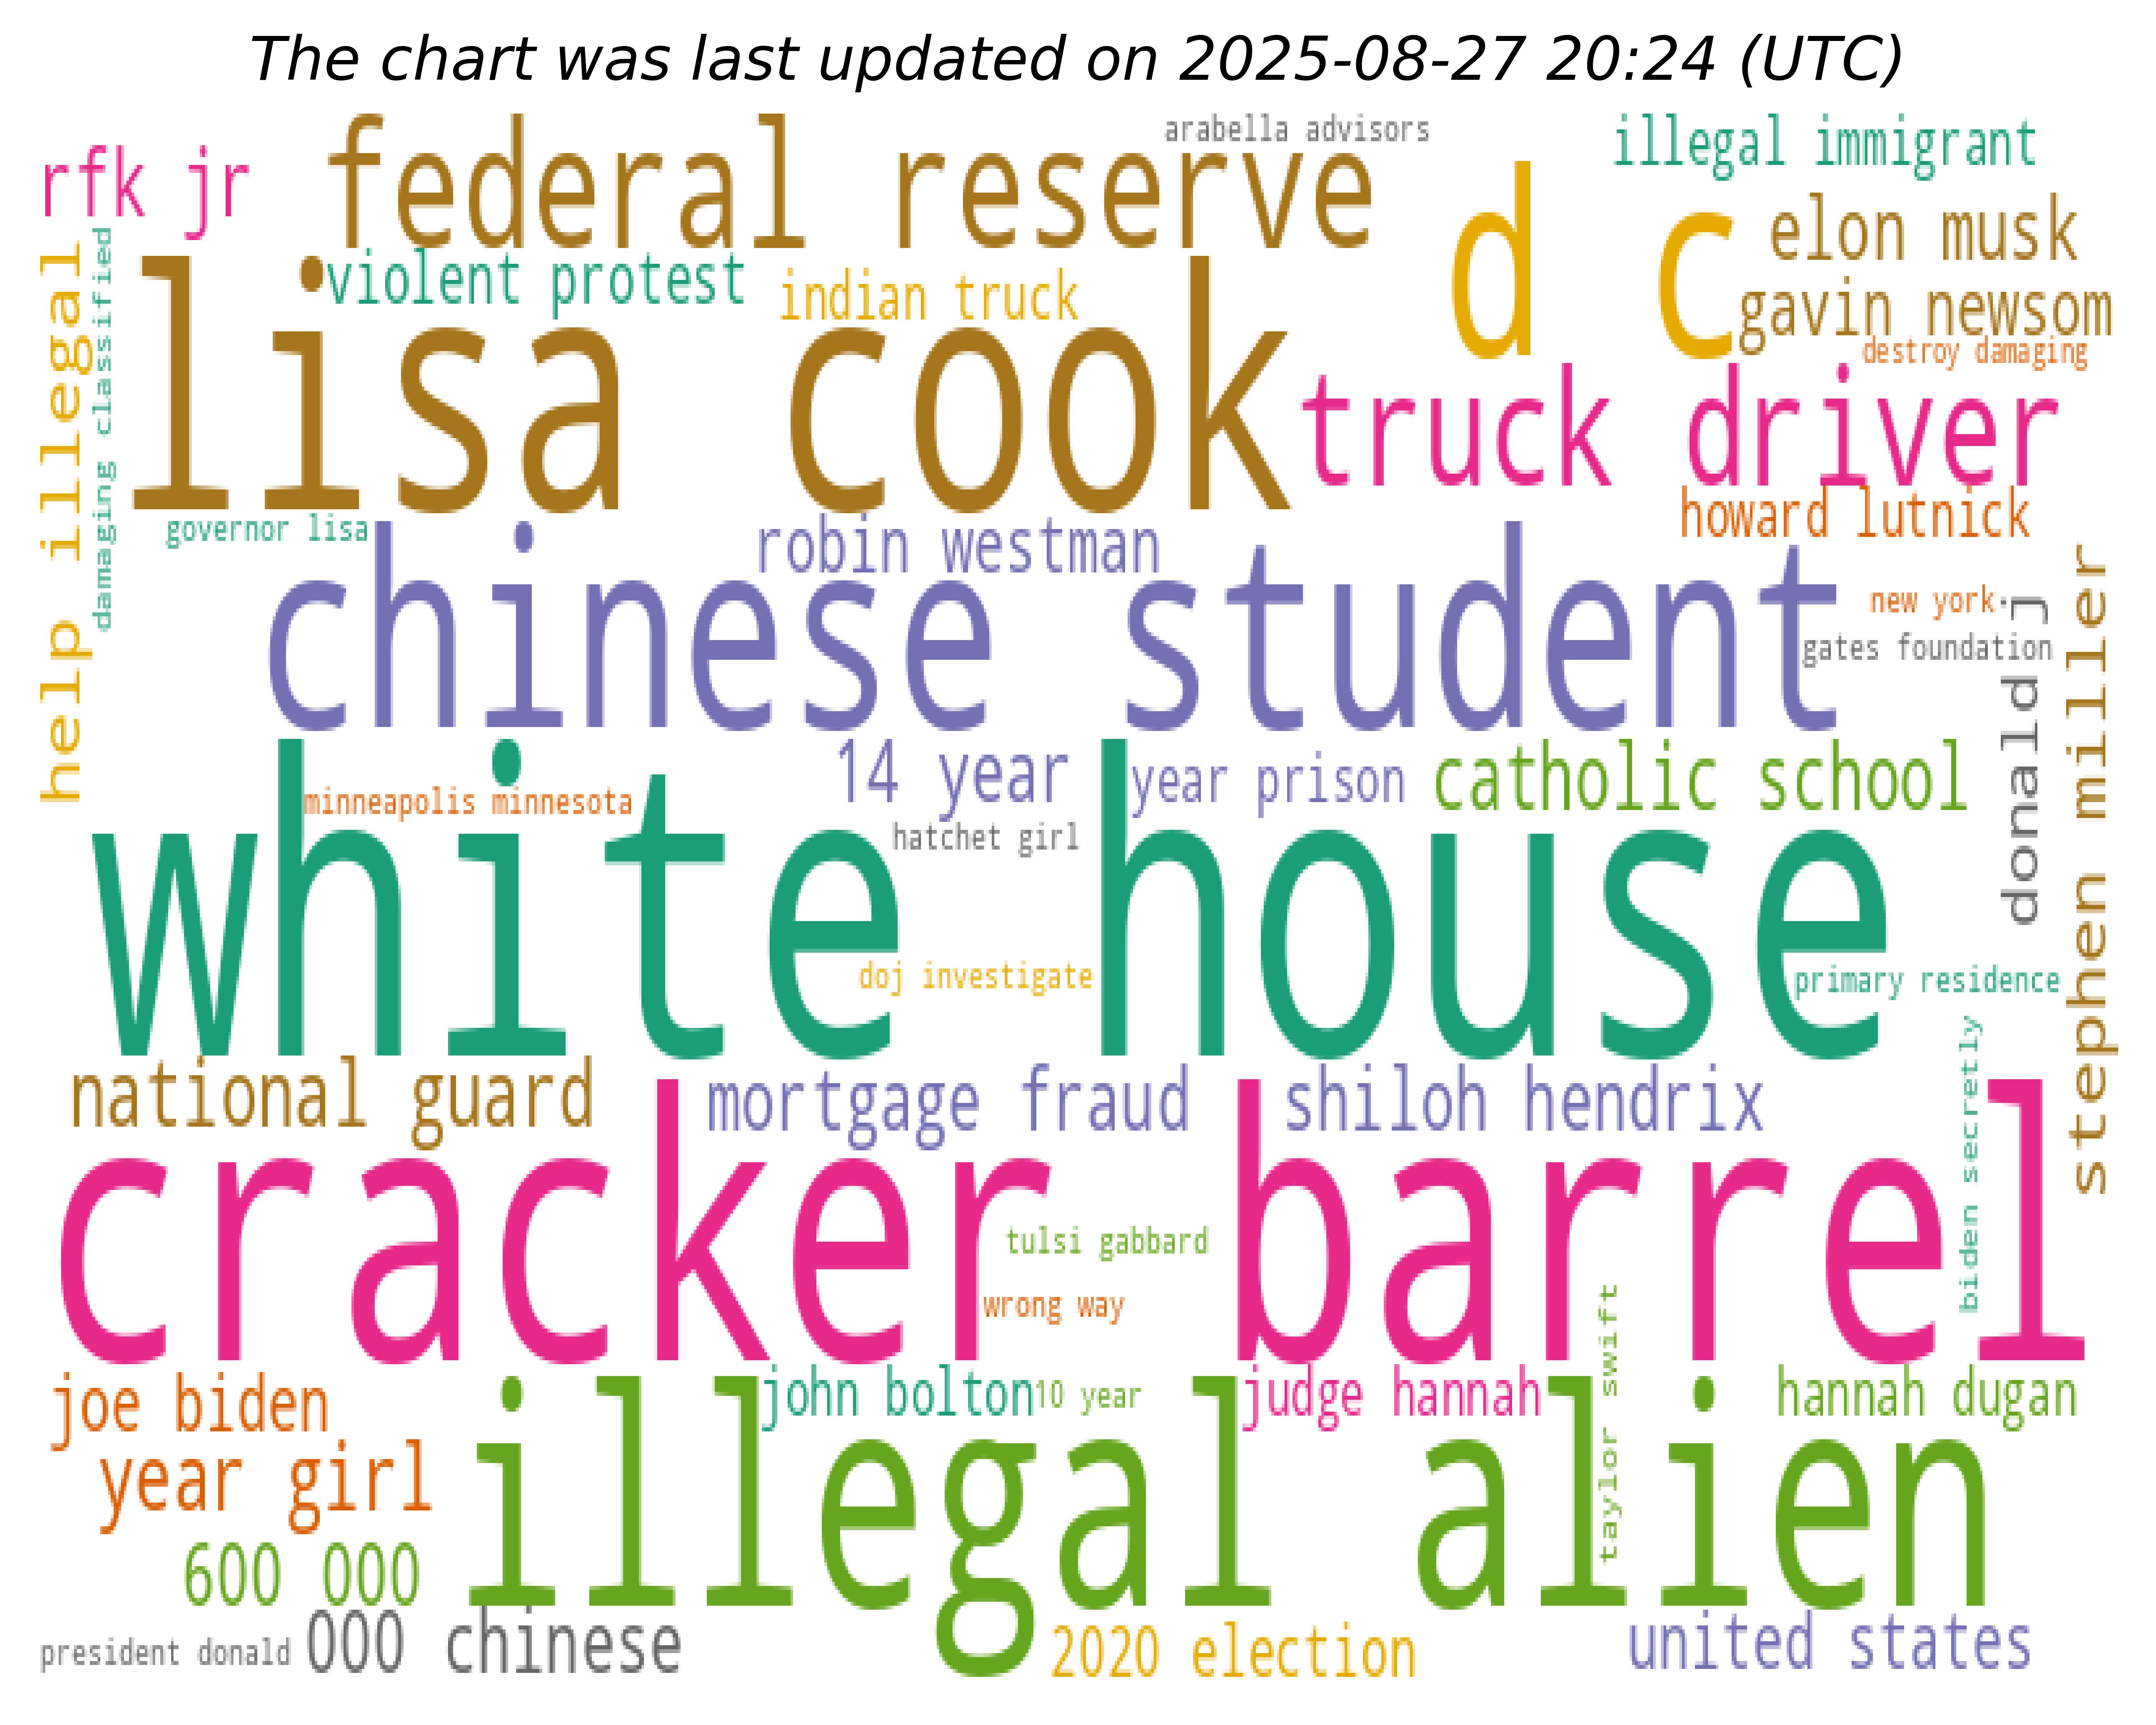 The chart was last updated on 2025-08-27 20:24 (UTC)
arabella advisors
illegal immigrant
rfk jr
federal reserve
d c
elon musk
violent protest
indian truck
gavin newsom
destroy damaging
help illegal
damaging classified
lisa cook
truck driver
howard lutnick
governor lisa
robin westman
chinese student
new york
gates foundation
donald j
stephen miller
14 year
year prison
catholic school
minneapolis minnesota
hatchet girl
white house
doj investigate
primary residence
national guard
mortgage fraud
shiloh hendrix
biden secretly
cracker barrel
tulsi gabbard
wrong way
taylor swift
joe biden
john bolton
10 year
judge hannah
hannah dugan
year girl
illegal alien
600 000
000 chinese
president donald
2020 election
united states